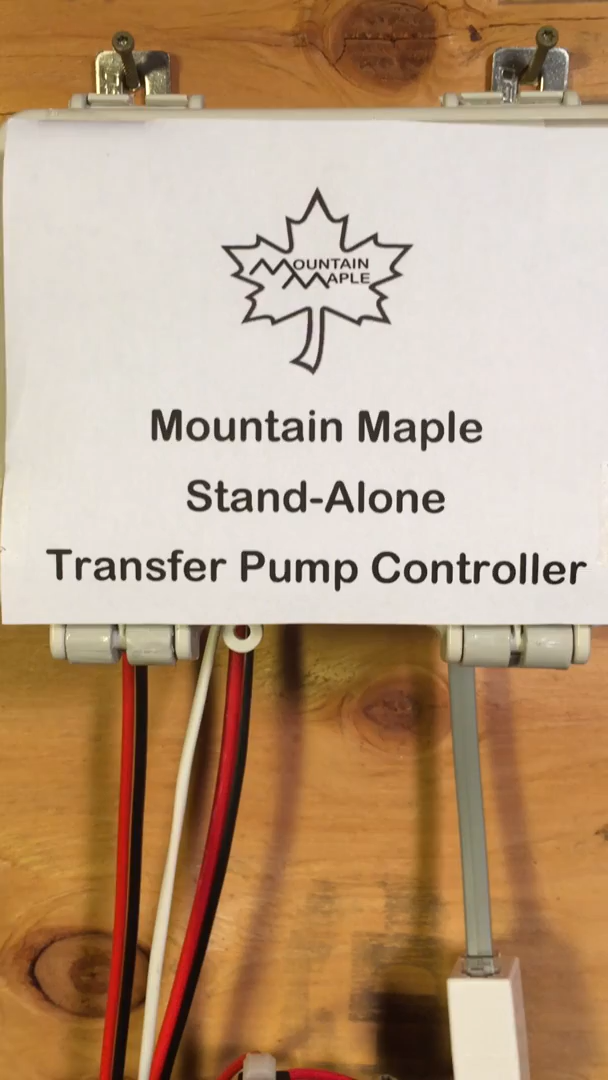 MOUNTAIN
MAPLE
Mountain Maple
Stand-Alone
Transfer Pump Controller